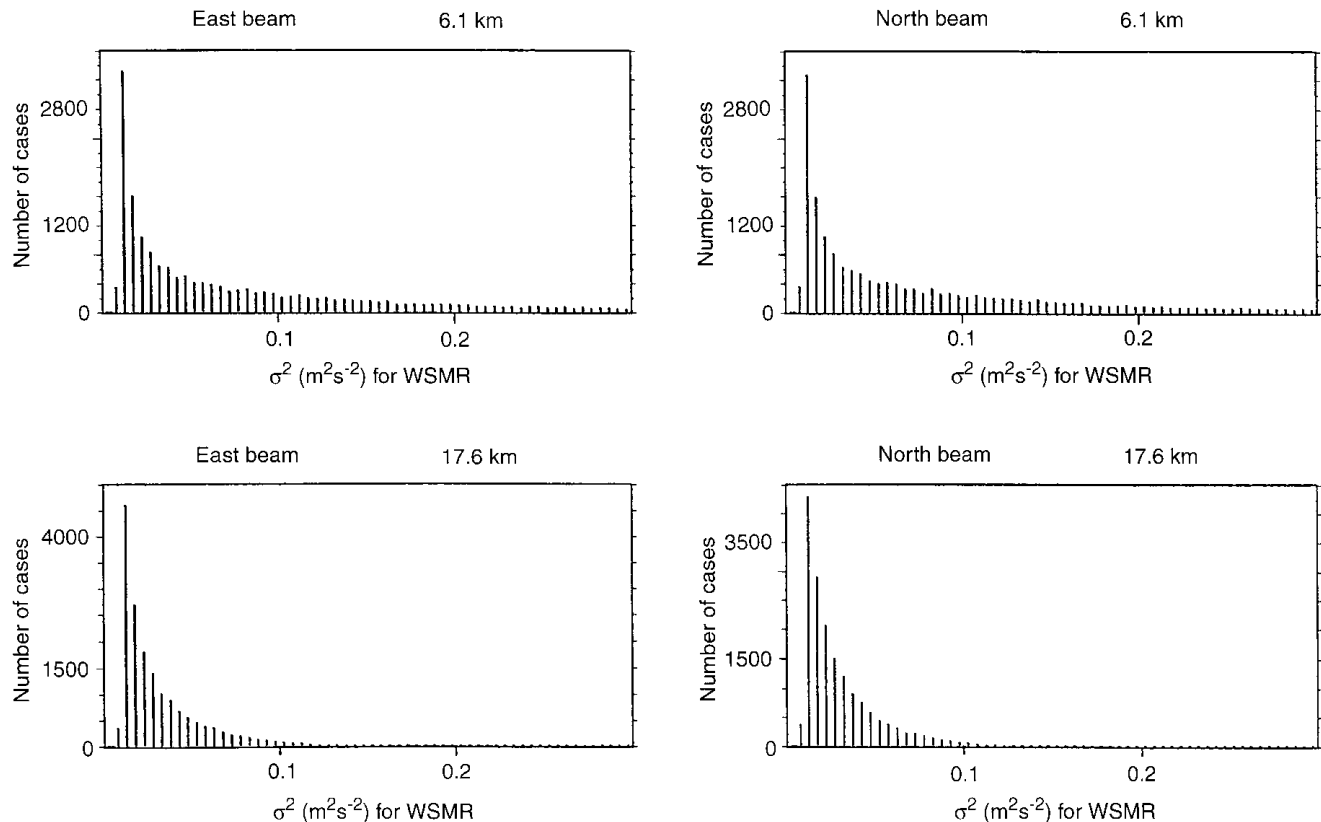 East beam 6.1 km
Number of cases
2800
1200
0
0.1 0.2
σ² (m²s⁻²) for WSMR
North beam 6.1 km
Number of cases
2800
1200
0
0.1 0.2
σ² (m²s⁻²) for WSMR
East beam 17.6 km
Number of cases
4000
1500
0
0.1 0.2
σ² (m²s⁻²) for WSMR
North beam 17.6 km
Number of cases
3500
1500
0
0.1 0.2
σ² (m²s⁻²) for WSMR